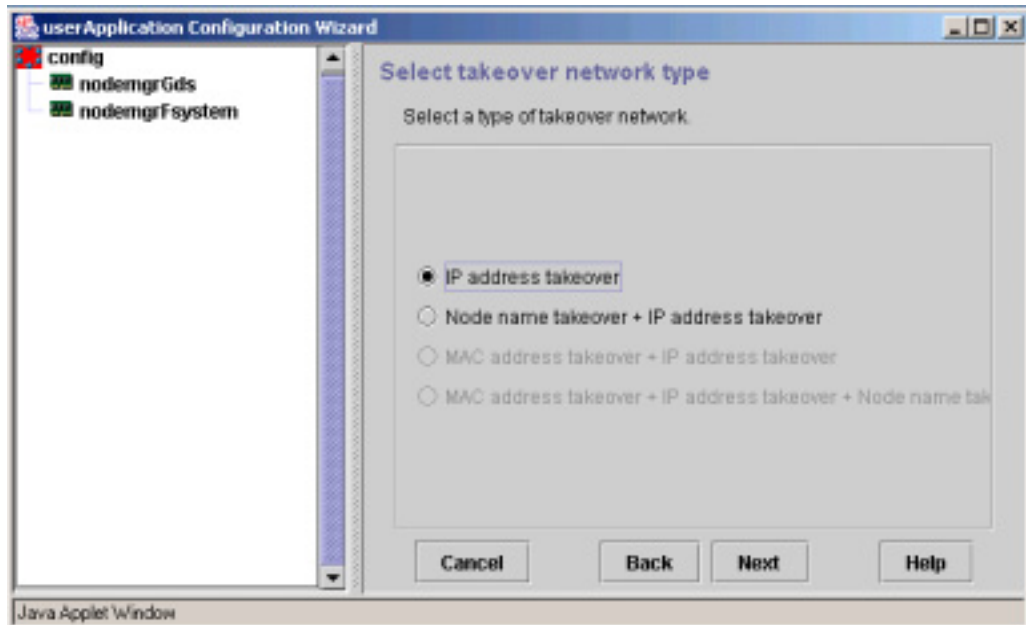 userApplication Configuration Wizard
config
nodemgrGds
nodemgrFsystem
Select takeover network type
Select a type of takeover network.
IP address takeover
Node name takeover + IP address takeover
MAC address takeover + IP address takeover
MAC address takeover + IP address takeover + Node name tak
Cancel Back Next Help
Java Applet Window